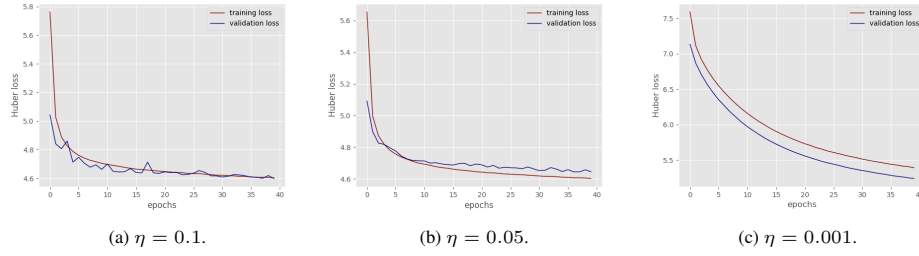 training loss
validation loss
Huber loss
5.8
5.6
5.4
5.2
5.0
4.8
4.6
0 5 10 15 20 25 30 35 40
epochs
(a) η = 0.1.
training loss
validation loss
Huber loss
5.6
5.4
5.2
5.0
4.8
4.6
0 5 10 15 20 25 30 35 40
epochs
(b) η = 0.05.
training loss
validation loss
Huber loss
7.5
7.0
6.5
6.0
5.5
0 5 10 15 20 25 30 35 40
epochs
(c) η = 0.001.